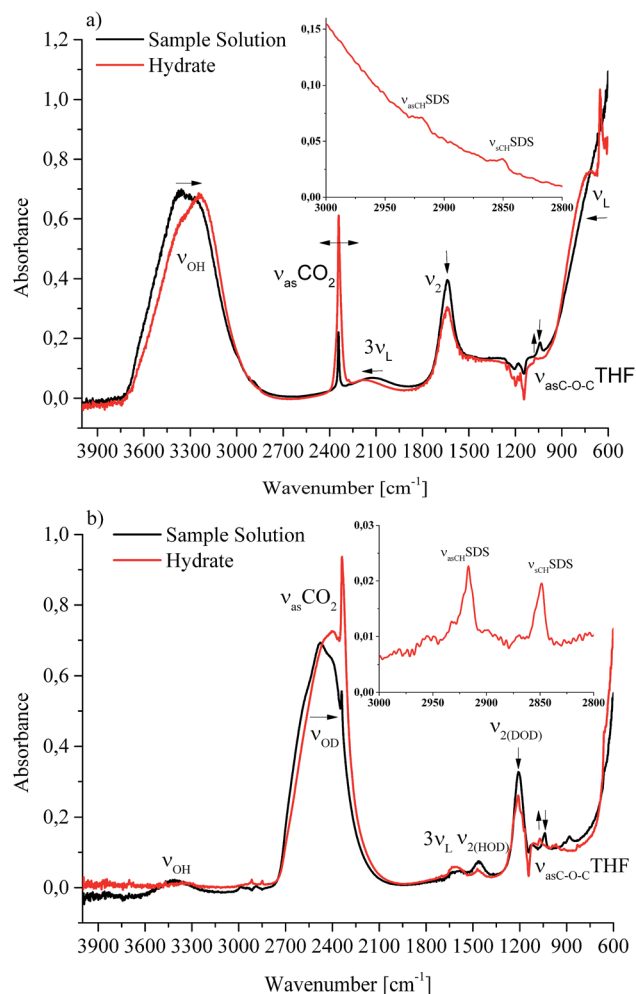 a)
Sample Solution
Hydrate
1,2
1,0
0,8
0,6
0,4
0,2
0,0
Absorbance
3900 3600 3300 3000 2700 2400 2100 1800 1500 1200 900 600
Wavenumber [cm⁻¹]
ν_OH
ν_asCO₂
3ν_L
ν₂
ν_L
ν_asC-O-C THF
0,15
0,10
0,05
0,00
3000 2950 2900 2850 2800
ν_asCH SDS
ν_sCH SDS
b)
Sample Solution
Hydrate
1,0
0,8
0,6
0,4
0,2
0,0
Absorbance
3900 3600 3300 3000 2700 2400 2100 1800 1500 1200 900 600
Wavenumber [cm⁻¹]
ν_OH
ν_asCO₂
ν_OD
3ν_L ν_2(HOD)
ν_2(DOD)
ν_asC-O-C THF
0,03
0,02
0,01
0,00
3000 2950 2900 2850 2800
ν_asCH SDS
ν_sCH SDS